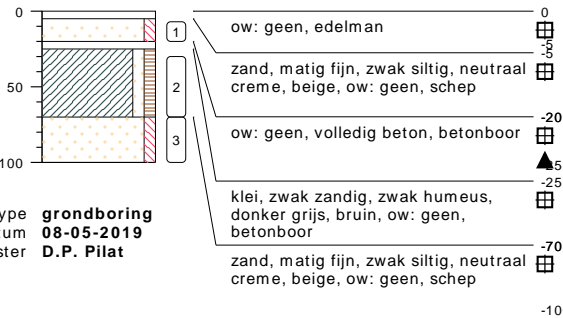 0
50
100
1
2
3
ow: geen, edelman
zand, matig fijn, zwak siltig, neutraal
creme, beige, ow: geen, schep
ow: geen, volledig beton, betonboor
klei, zwak zandig, zwak humeus,
donker grijs, bruin, ow: geen,
betonboor
zand, matig fijn, zwak siltig, neutraal
creme, beige, ow: geen, schep
0
-5
-5
-20
-25
-70
-10
ype grondboring
tum 08-05-2019
ster D.P. Pilat